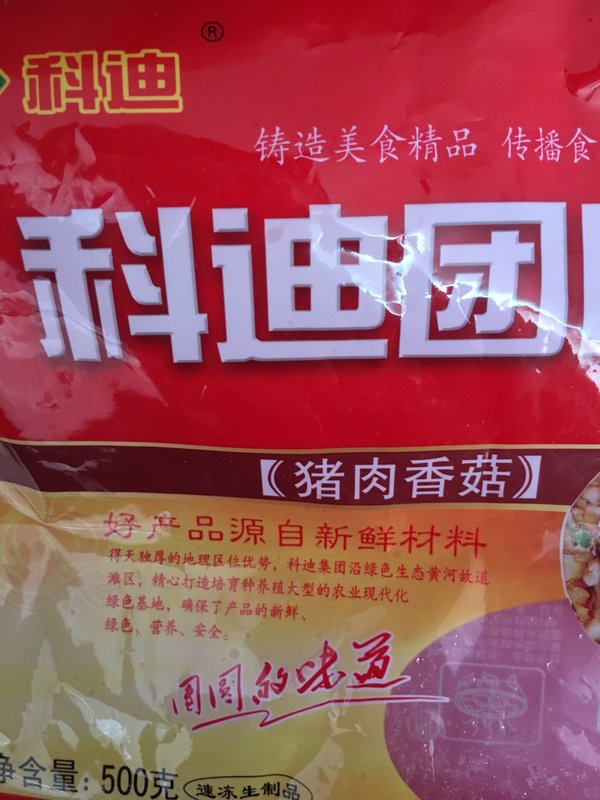 科迪®
铸造美食精品 传播食
科迪团
【猪肉香菇】
好产品源自新鲜材料
得天独厚的地理区位优势，科迪集团沿绿色生态黄河故道
滩区，精心打造培育种养殖大型的农业现代化
绿色基地，确保了产品的新鲜、
绿色、营养、安全。
圆圆的味道
净含量：500克 速冻生制品